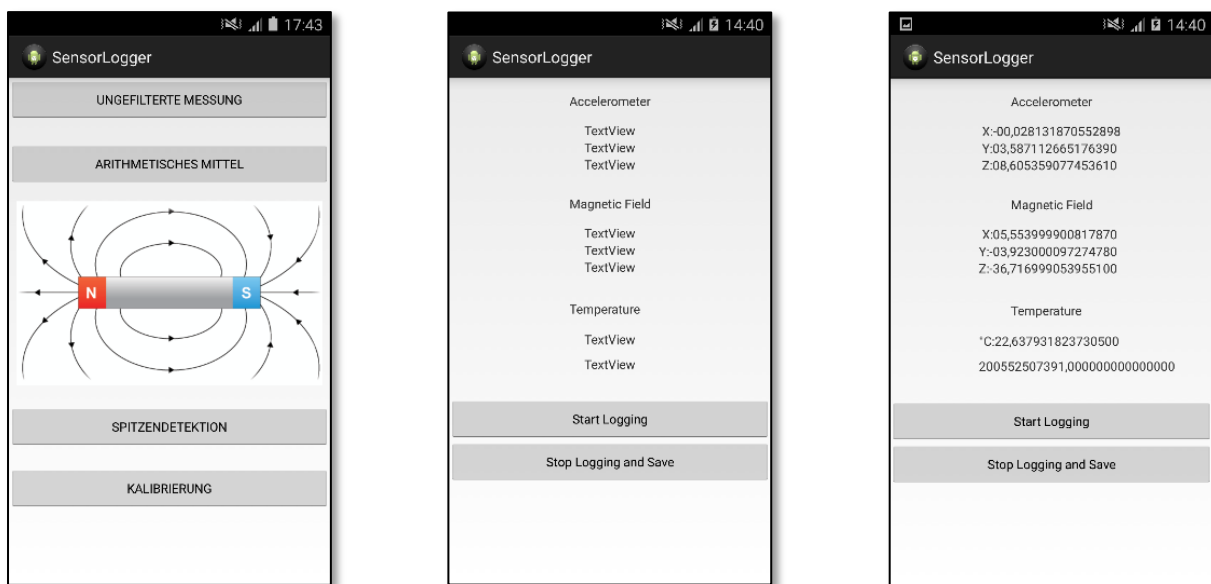 17:43
SensorLogger
UNGEFILTERTE MESSUNG
ARITHMETISCHES MITTEL
N
S
SPITZENDETEKTION
KALIBRIERUNG
14:40
SensorLogger
Accelerometer
TextView
TextView
TextView
Magnetic Field
TextView
TextView
TextView
Temperature
TextView
TextView
Start Logging
Stop Logging and Save
14:40
SensorLogger
Accelerometer
X:-00,028131870552898
Y:03,587112665176390
Z:08,605359077453610
Magnetic Field
X:05,553999900817870
Y:-03,923000097274780
Z:-36,716999053955100
Temperature
°C:22,637931823730500
200552507391,000000000000000
Start Logging
Stop Logging and Save